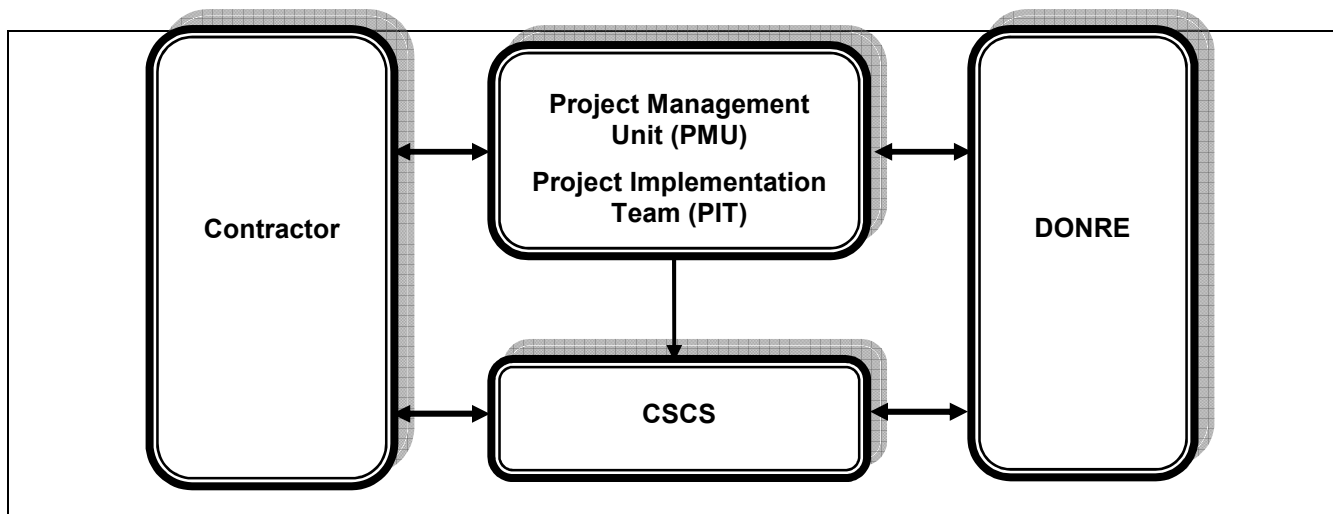 Contractor
Project Management
Unit (PMU)
Project Implementation
Team (PIT)
DONRE
CSCS